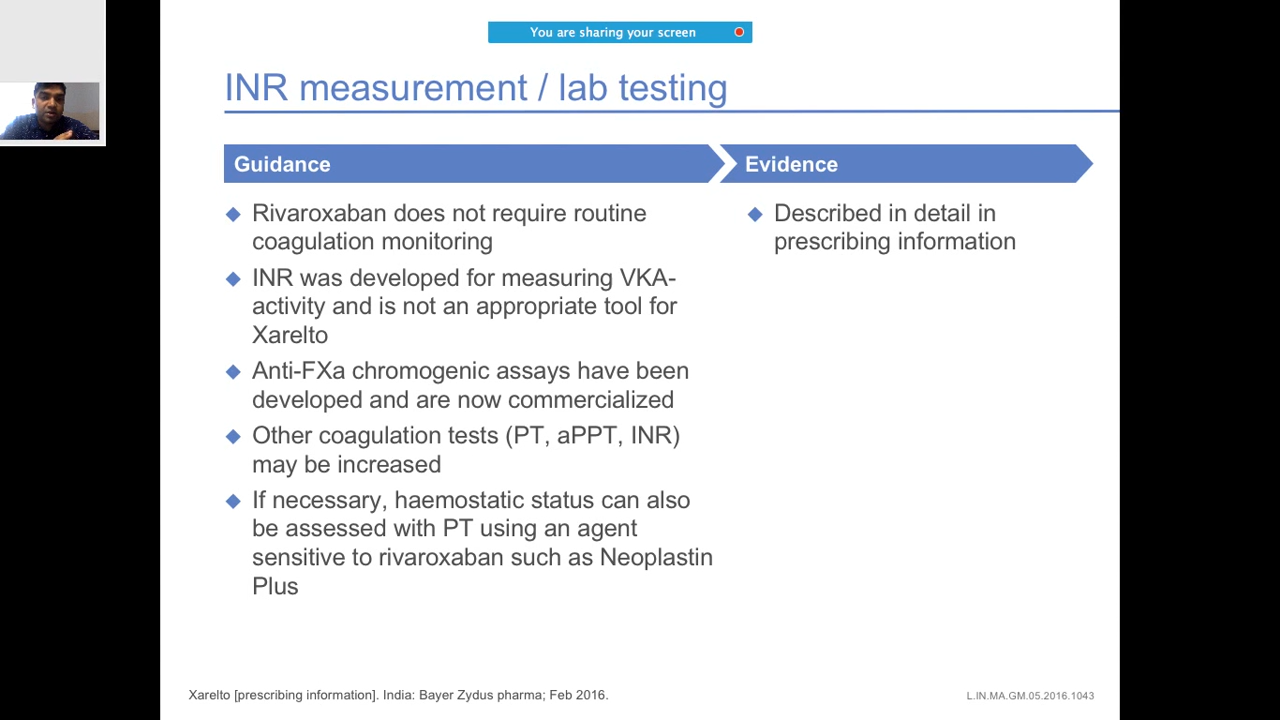 You are sharing your screen
INR measurement / lab testing
Guidance
Evidence
Rivaroxaban does not require routine
coagulation monitoring
INR was developed for measuring VKA-
activity and is not an appropriate tool for
Xarelto
Anti-FXa chromogenic assays have been
developed and are now commercialized
Other coagulation tests (PT, aPPT, INR)
may be increased
If necessary, haemostatic status can also
be assessed with PT using an agent
sensitive to rivaroxaban such as Neoplastin
Plus
Described in detail in
prescribing information
Xarelto [prescribing information]. India: Bayer Zydus pharma; Feb 2016.
L.IN.MA.GM.05.2016.1043